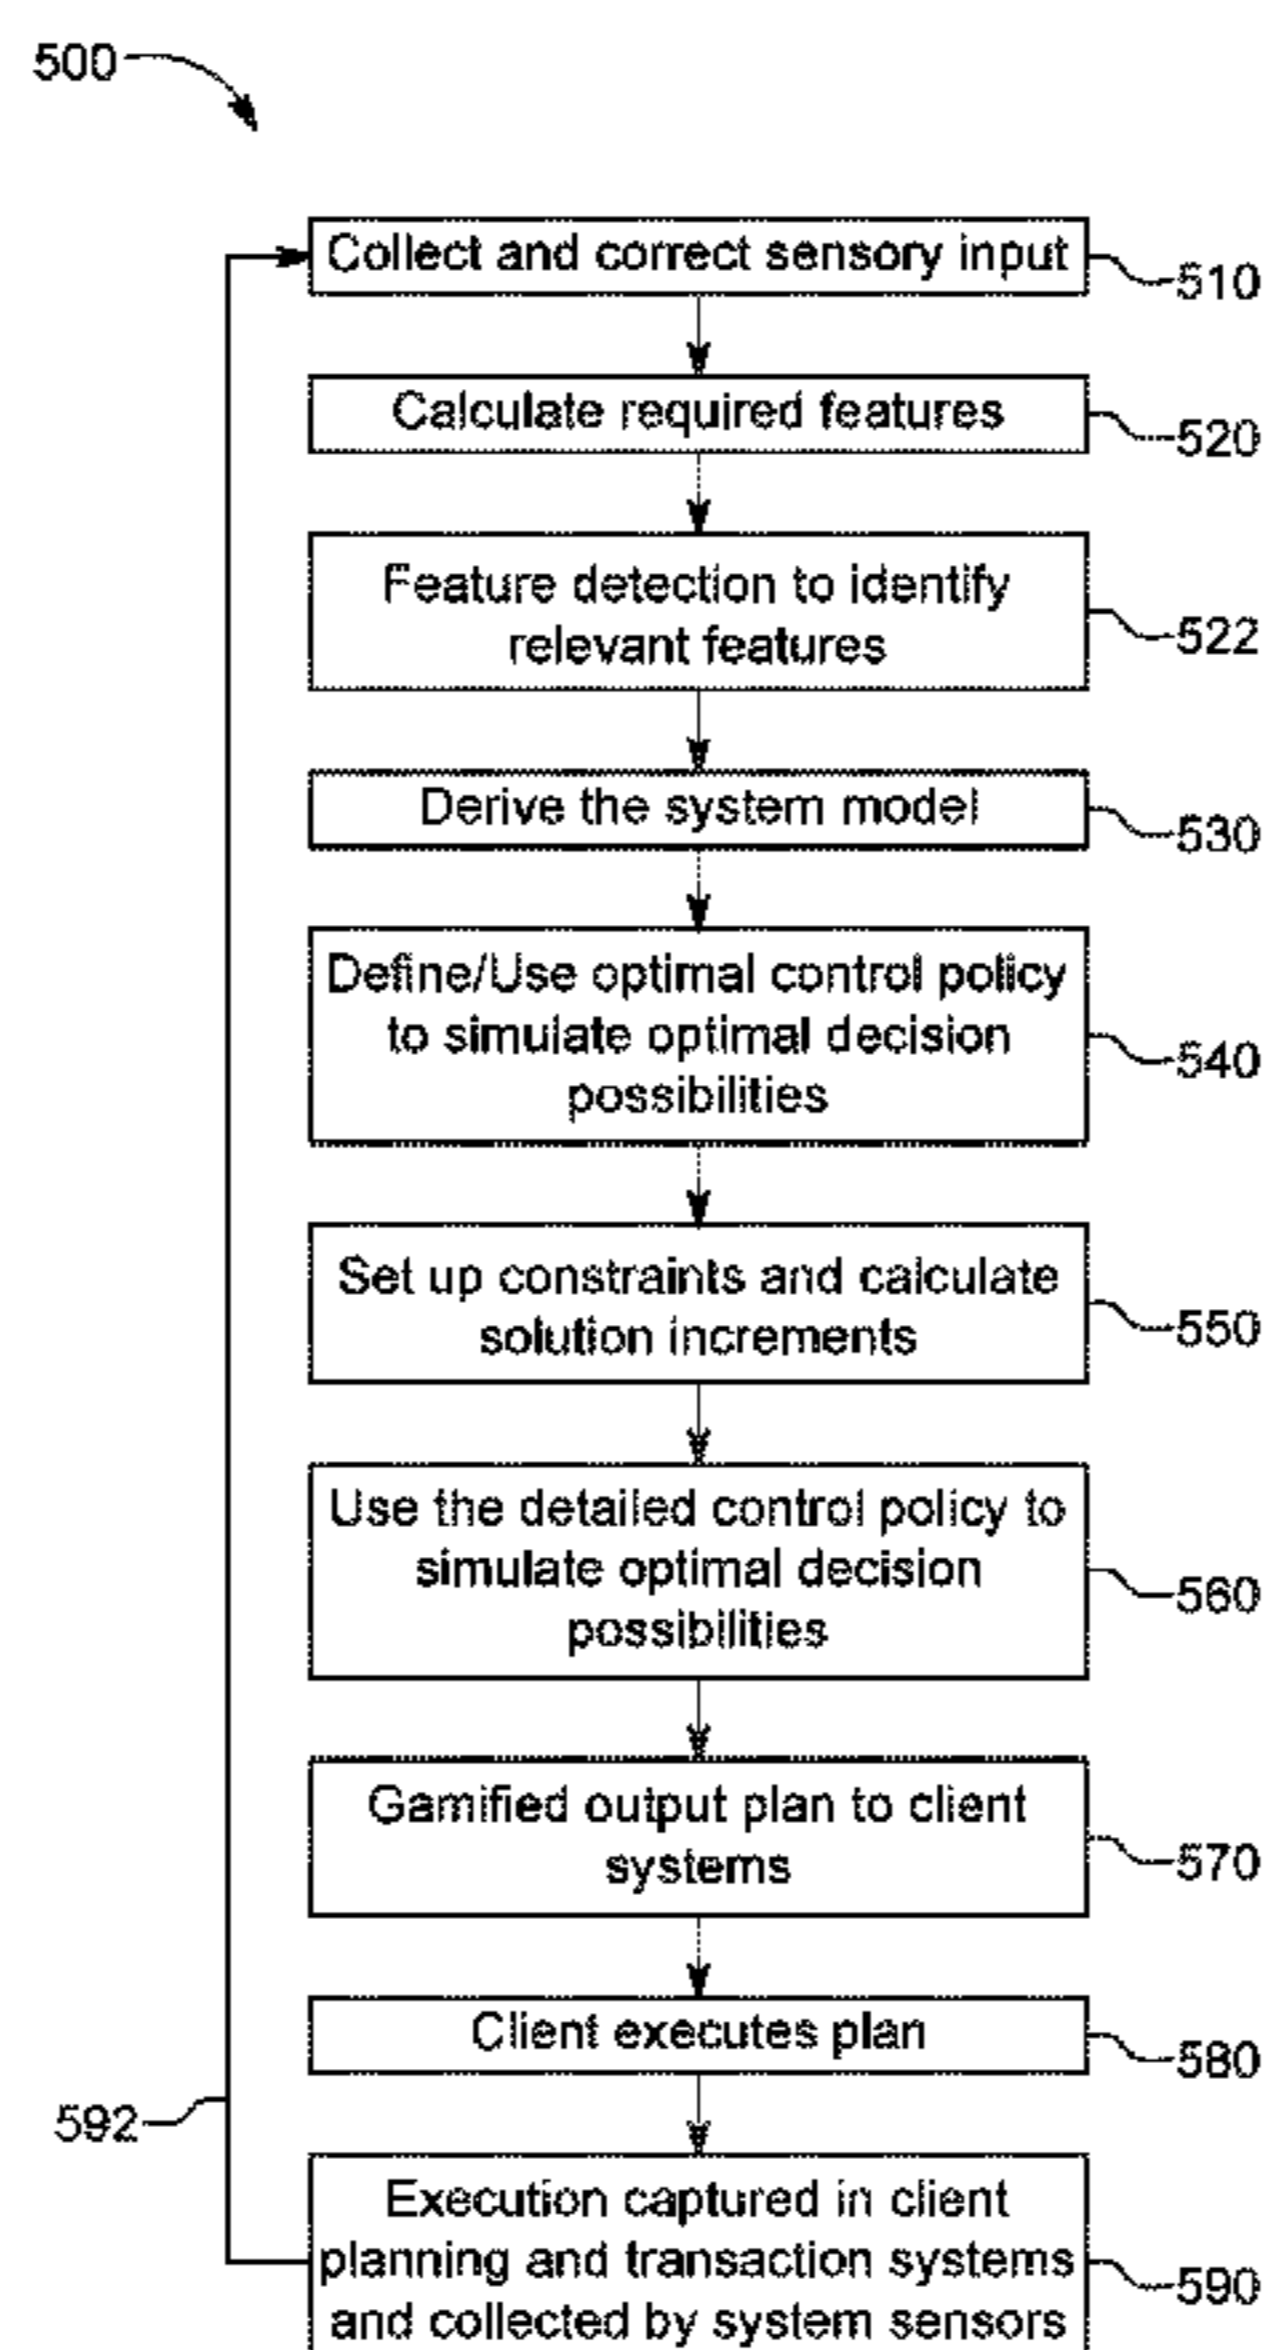 500
Collect and correct sensory input
510
Calculate required features
520
Feature detection to identify
relevant features
522
Derive the system model
530
Define/Use optimal control policy
to simulate optimal decision
possibilities
540
Set up constraints and calculate
solution increments
550
Use the detailed control policy to
simulate optimal decision
possibilities
560
Gamified output plan to client
systems
570
Client executes plan
580
592
Execution captured in client
planning and transaction systems
and collected by system sensors
590